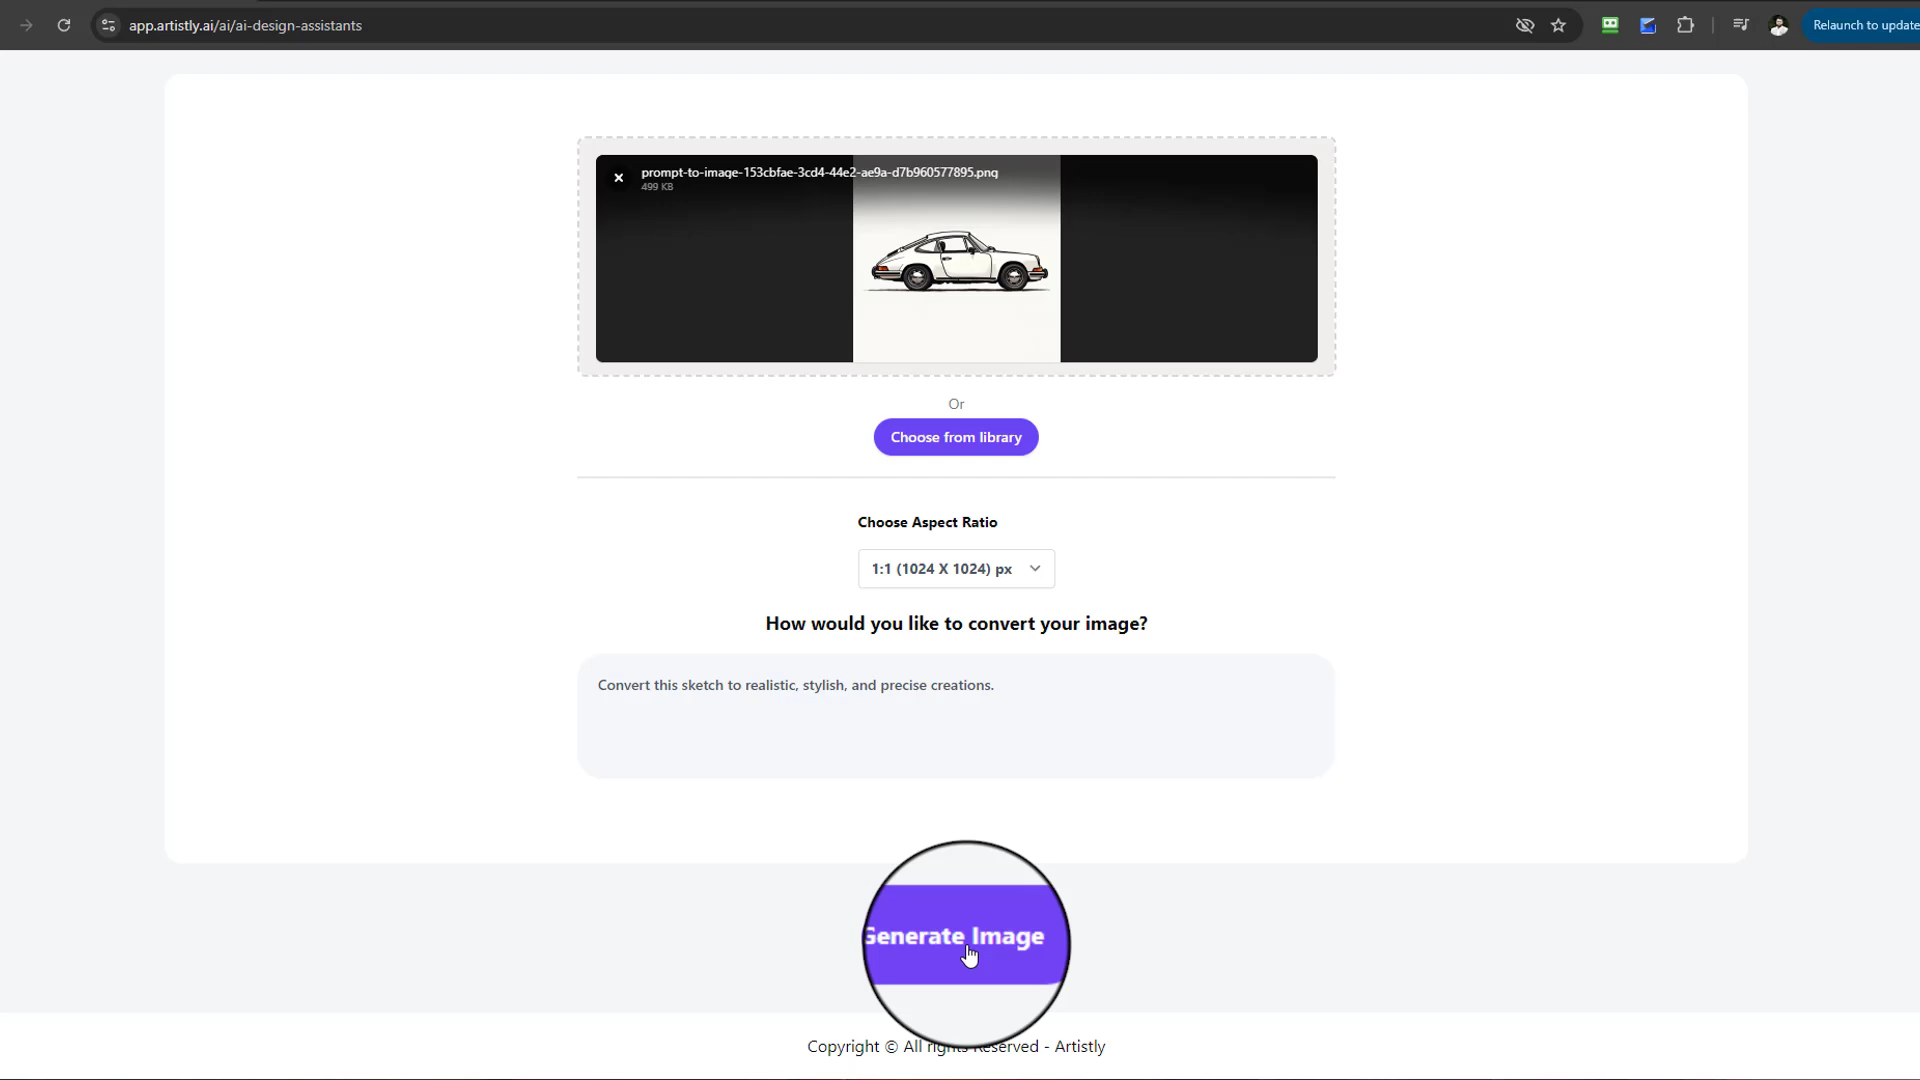 app.artistly.ai/ai/ai-design-assistants
Relaunch to update
prompt-to-image-153cbfae-3cd4-44e2-ae9a-d7b960577895.png
499 KB
Or
Choose from library
Choose Aspect Ratio
1:1 (1024 X 1024) px
How would you like to convert your image?
Convert this sketch to realistic, stylish, and precise creations.
Generate Image
Copyright © All rights Reserved - Artistly